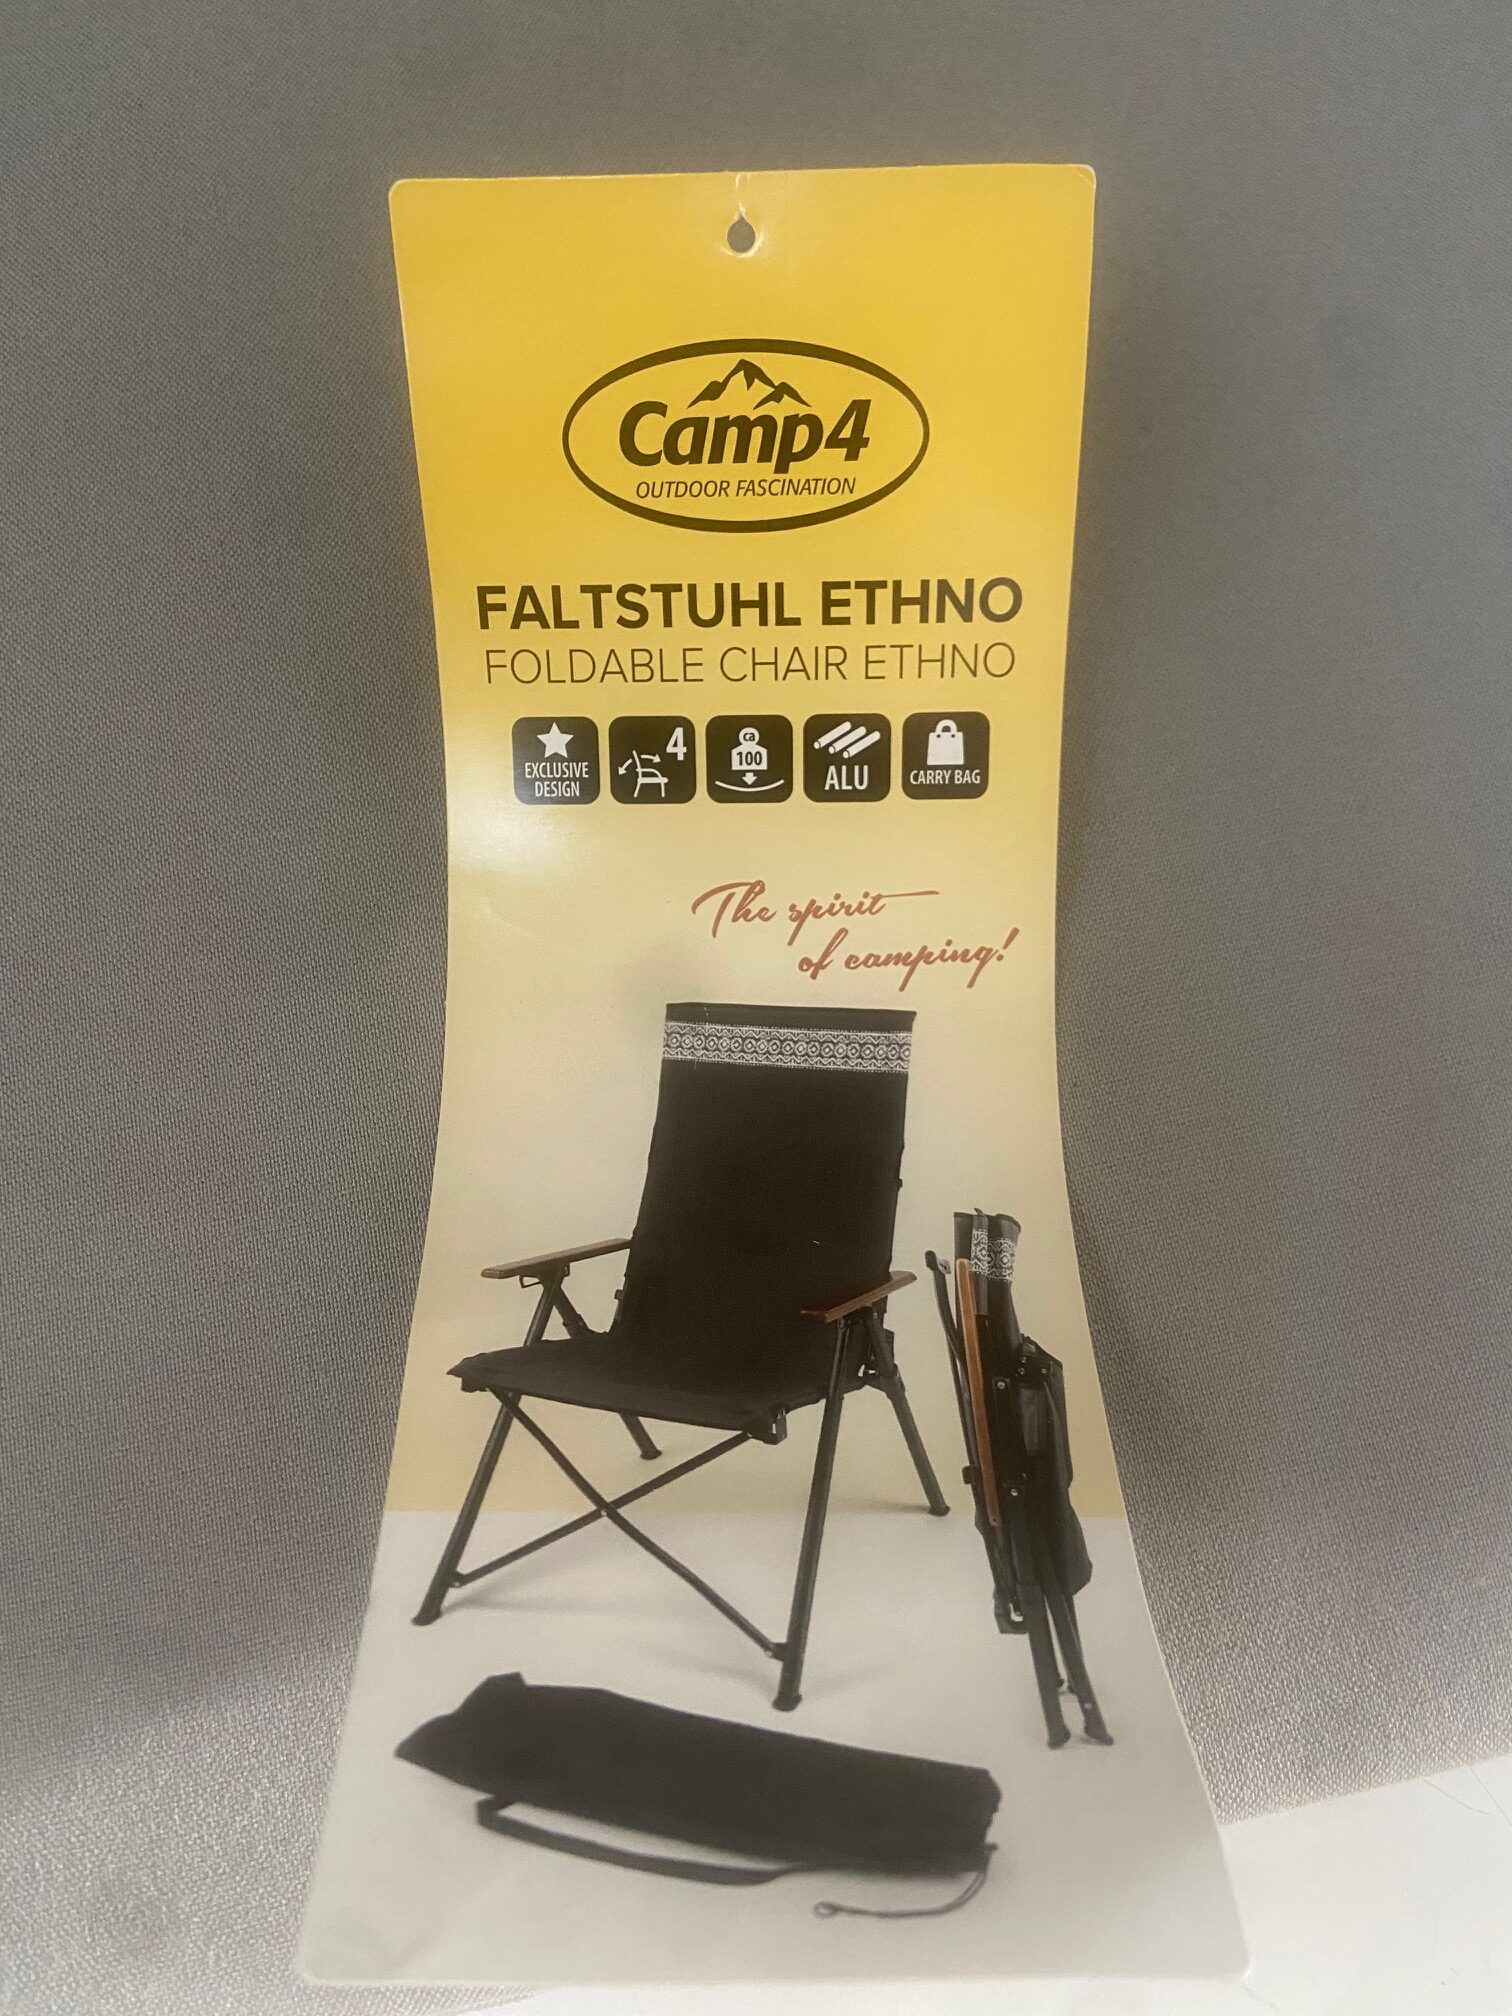 Camp4
OUTDOOR FASCINATION
FALTSTUHL ETHNO
FOLDABLE CHAIR ETHNO
EXCLUSIVE
DESIGN
4
ca
100
ALU
CARRY BAG
The spirit
of camping!